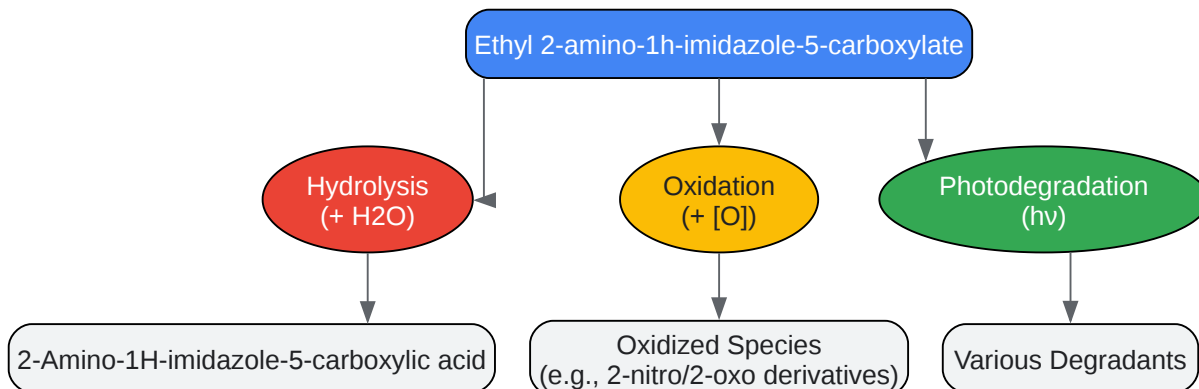 Ethyl 2-amino-1h-imidazole-5-carboxylate
Hydrolysis
(+ H2O)
Oxidation
(+ [O])
Photodegradation
(hν)
2-Amino-1H-imidazole-5-carboxylic acid
Oxidized Species
(e.g., 2-nitro/2-oxo derivatives)
Various Degradants